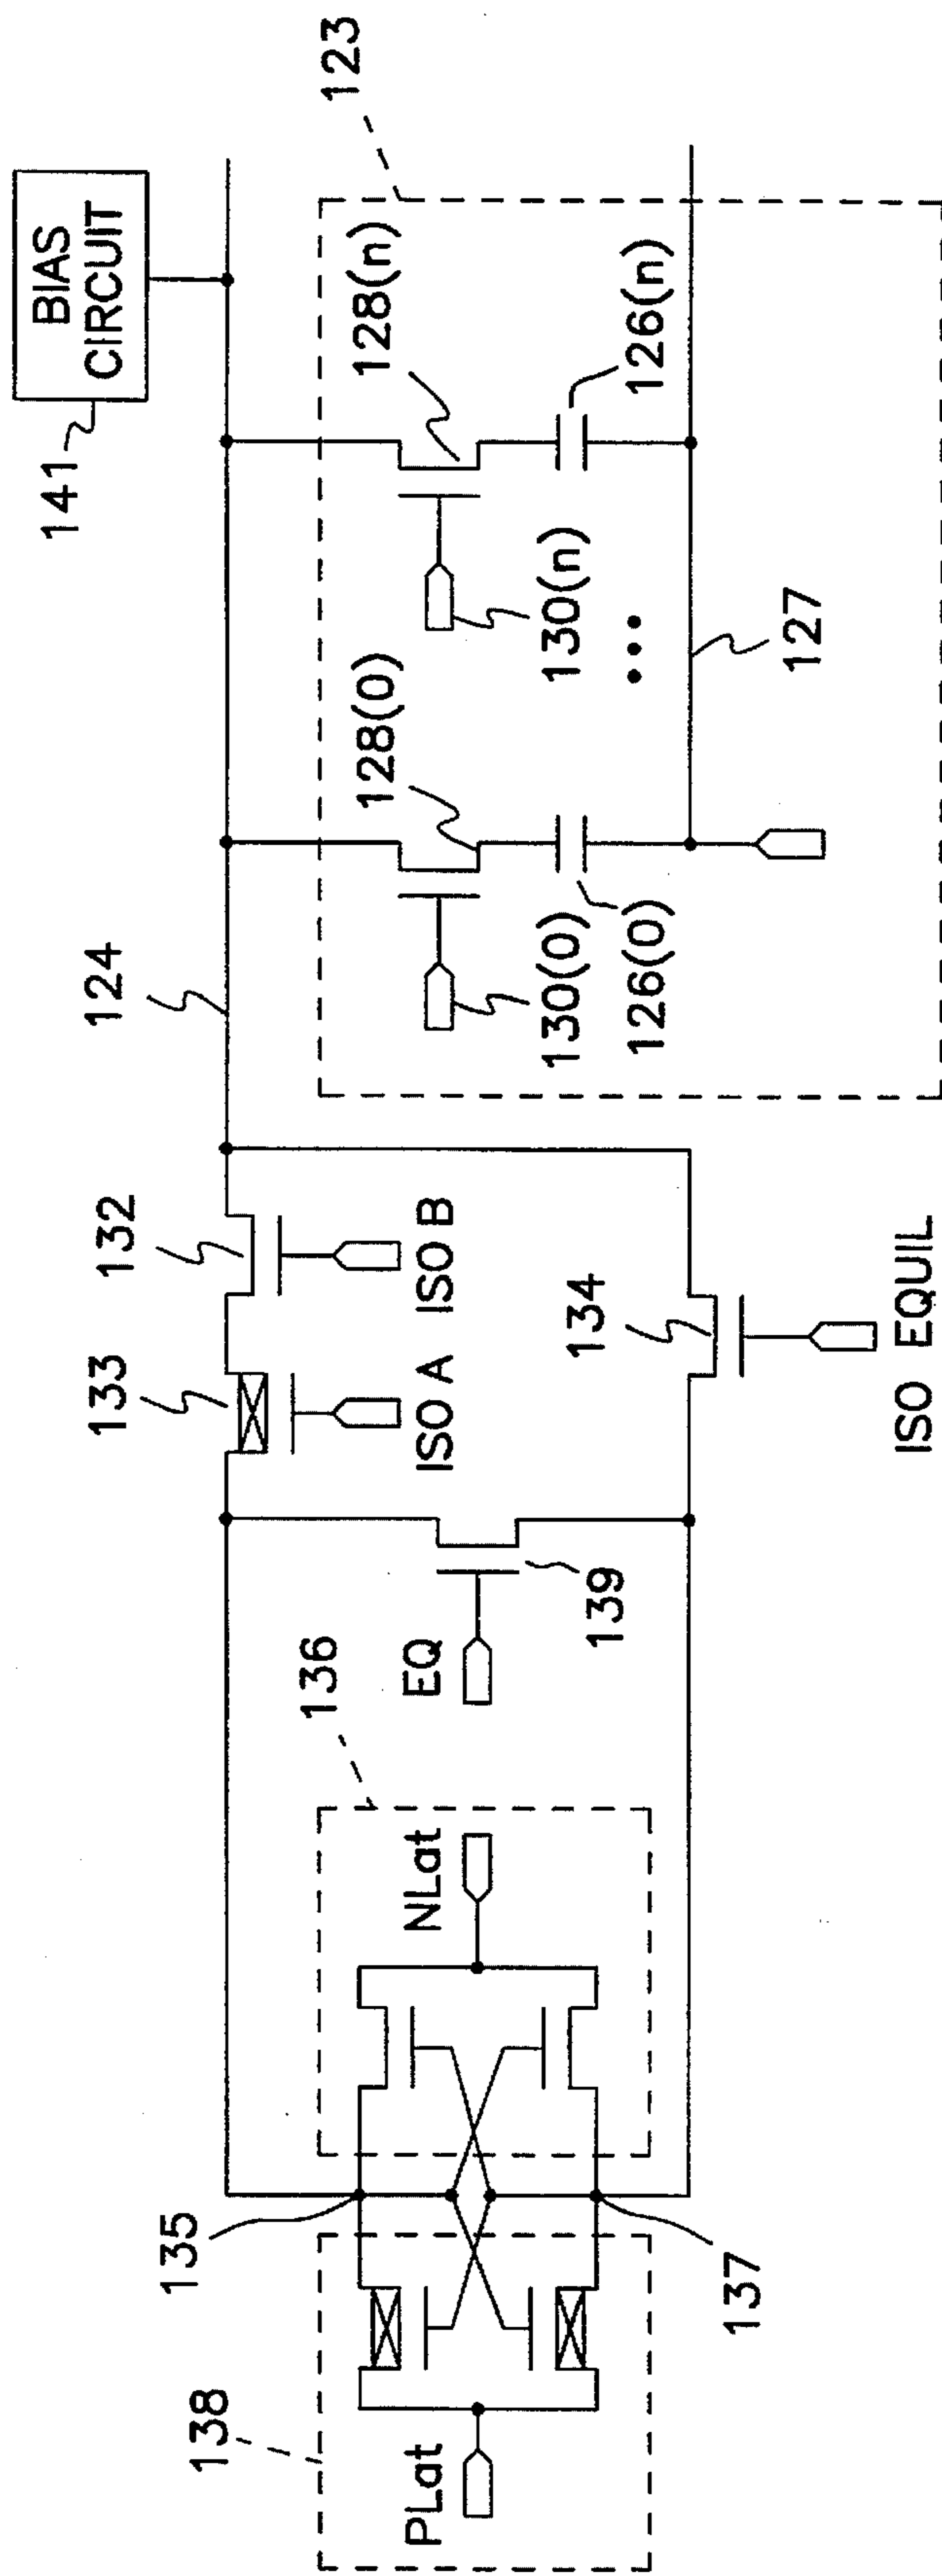 BIAS
CIRCUIT
141
123
124
128(n)
128(0)
126(n)
130(n)
130(0)
126(0)
127
132
133
ISO B
ISO A
134
ISO EQUIL
139
EQ
136
NLat
135
137
138
PLat